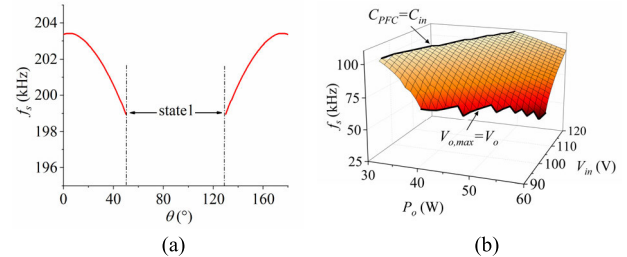 (a)
204
202
200
198
196
f_s (kHz)
state1
0 40 80 120 160
θ (°)
(b)
C_PFC=C_in
100
75
50
25
f_s (kHz)
V_o,max=V_o
30 40 50 60
P_o (W)
90 100 110 120
V_in (V)
(a)
(b)